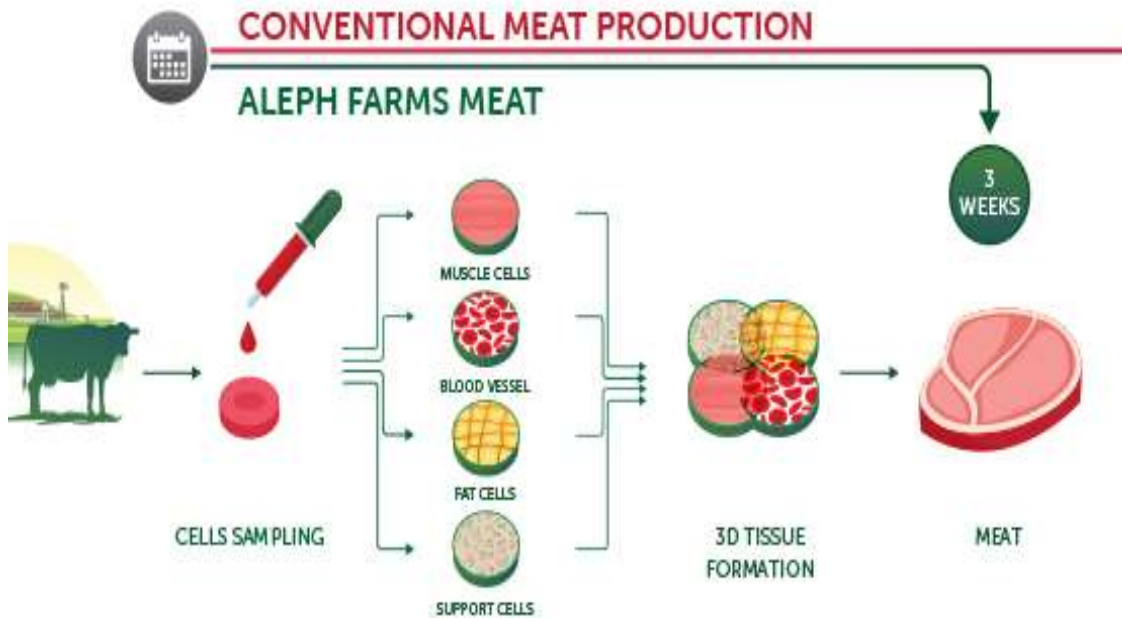 CONVENTIONAL MEAT PRODUCTION
ALEPH FARMS MEAT
3
WEEKS
MUSCLE CELLS
BLOOD VESSEL
FAT CELLS
SUPPORT CELLS
CELLS SAMPLING
3D TISSUE
FORMATION
MEAT